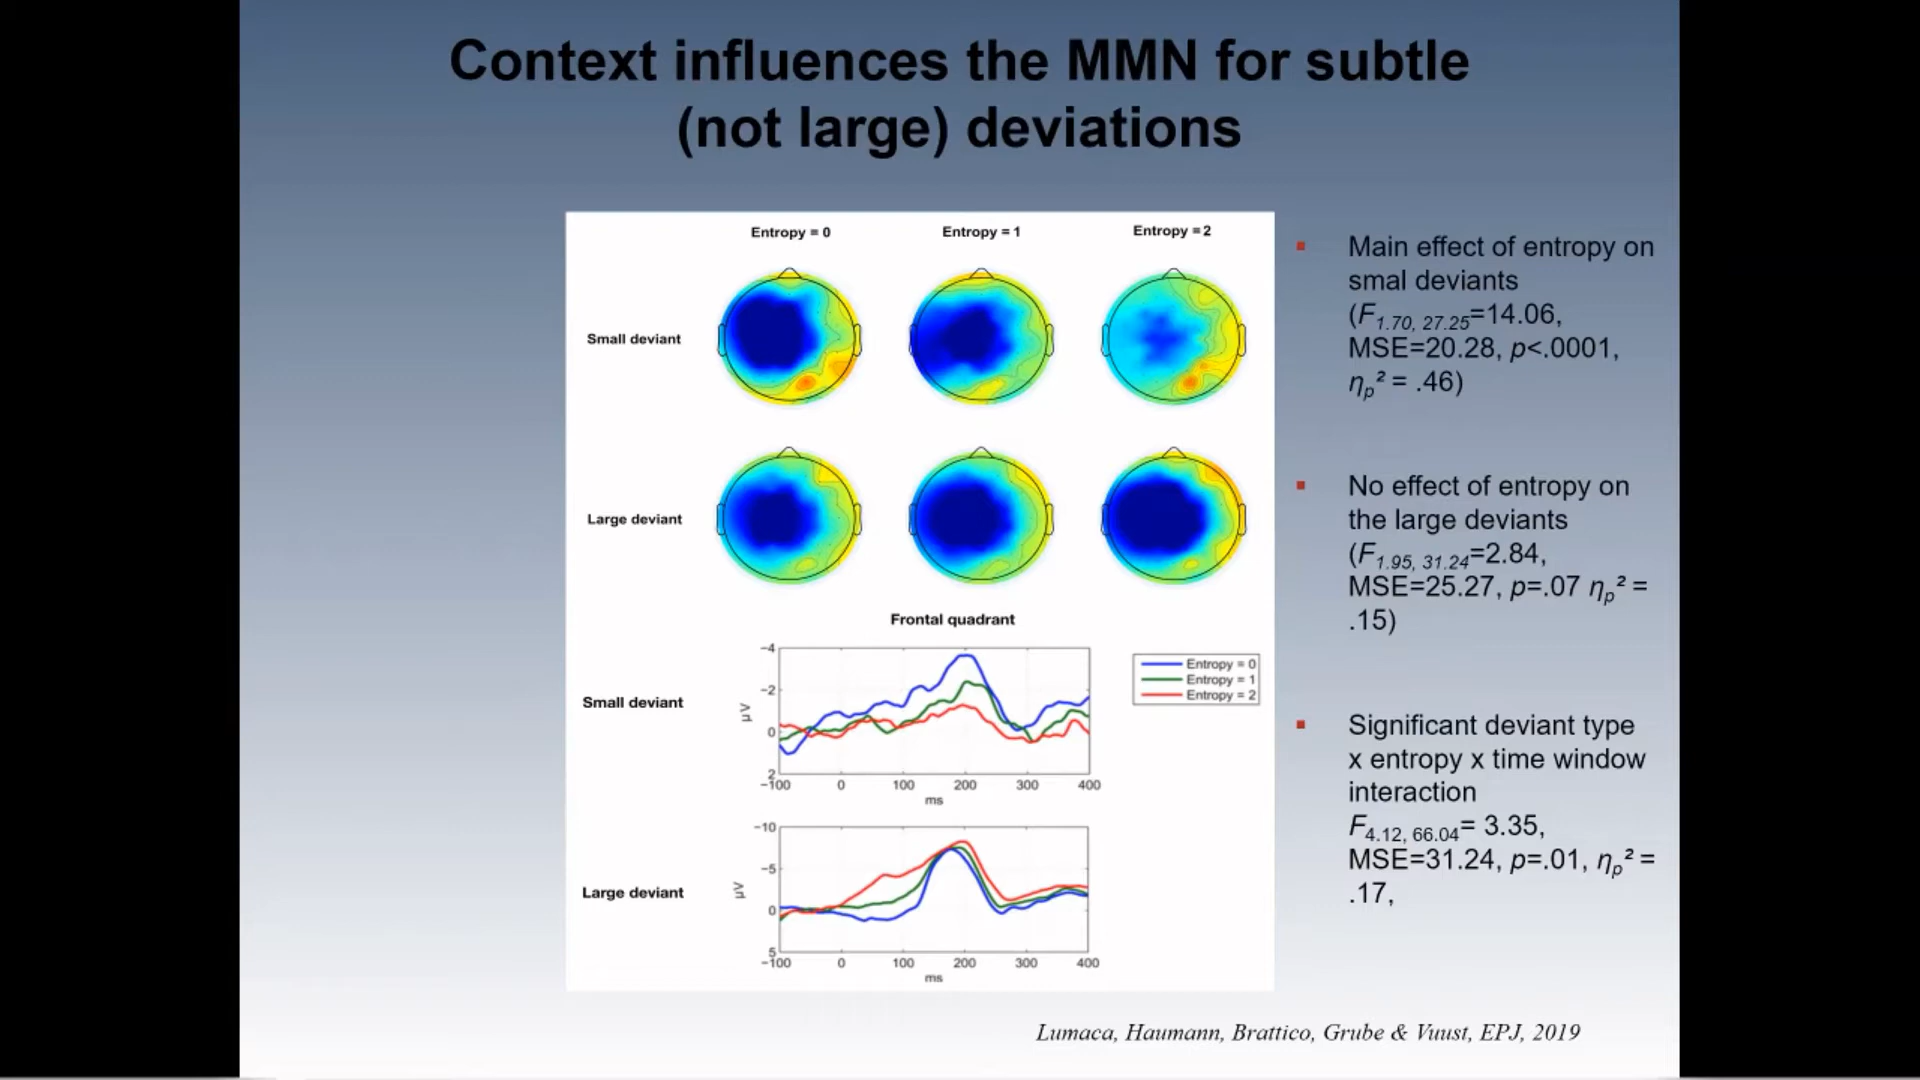 Context influences the MMN for subtle
(not large) deviations
Entropy = 0
Entropy = 1
Entropy = 2
Small deviant
Large deviant
Frontal quadrant
Small deviant
−4
−2
0
2
µV
−100
0
100
200
300
400
ms
Entropy = 0
Entropy = 1
Entropy = 2
Large deviant
−10
−5
0
5
µV
−100
0
100
200
300
400
ms
Main effect of entropy on
smal deviants
(F1.70, 27.25=14.06,
MSE=20.28, p<.0001,
ηp² = .46)
No effect of entropy on
the large deviants
(F1.95, 31.24=2.84,
MSE=25.27, p=.07 ηp² =
.15)
Significant deviant type
x entropy x time window
interaction
F4.12, 66.04= 3.35,
MSE=31.24, p=.01, ηp² =
.17,
Lumaca, Haumann, Brattico, Grube & Vuust, EPJ, 2019